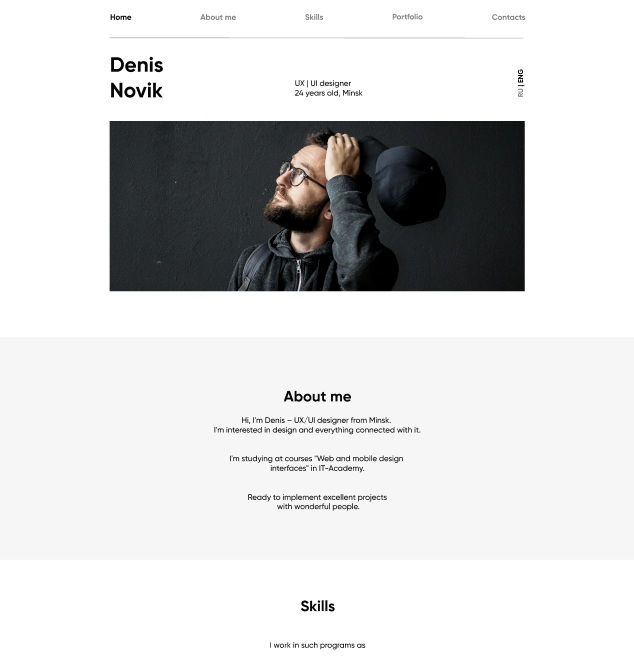 Home About me Skills Portfolio Contacts
Denis
Novik
UX | UI designer
24 years old, Minsk
RU | ENG
About me
Hi, I'm Denis – UX/UI designer from Minsk.
I'm interested in design and everything connected with it.
I'm studying at courses "Web and mobile design
interfaces" in IT-Academy.
Ready to implement excellent projects
with wonderful people.
Skills
I work in such programs as